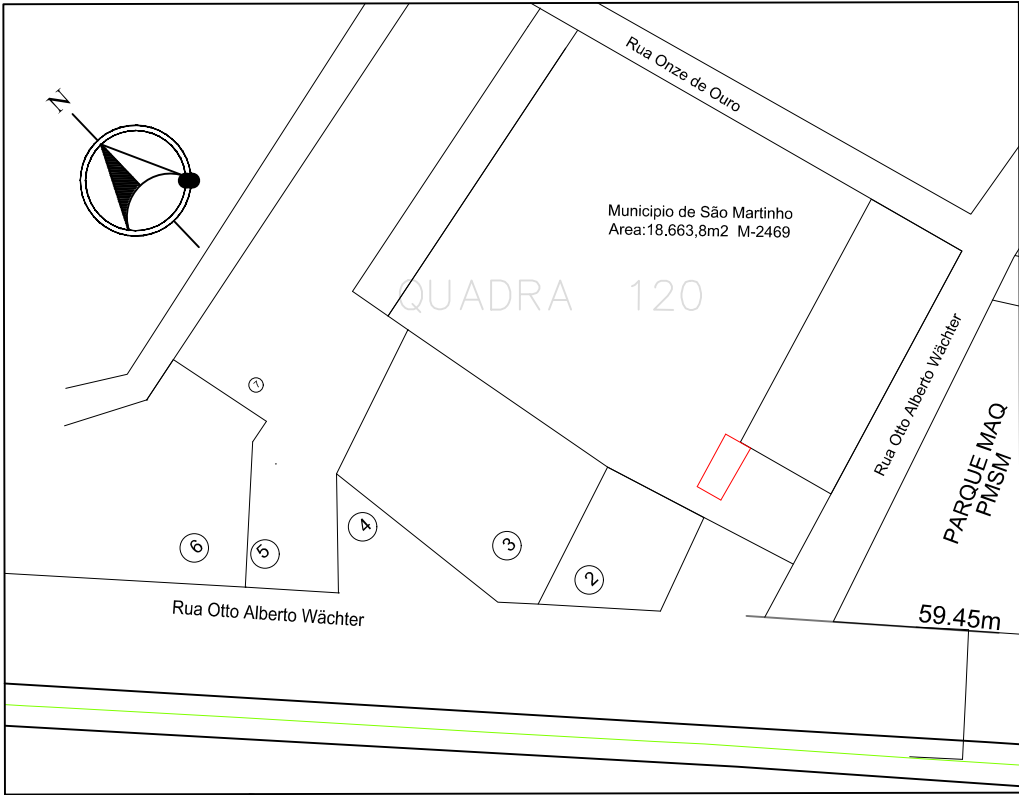 Rua Onze de Ouro
N
Municipio de São Martinho
Area:18.663,8m2 M-2469
QUADRA 120
Rua Otto Alberto Wächter
7
PARQUE MAQ
PMSM
4
3
6
5
2
Rua Otto Alberto Wächter
59.45m